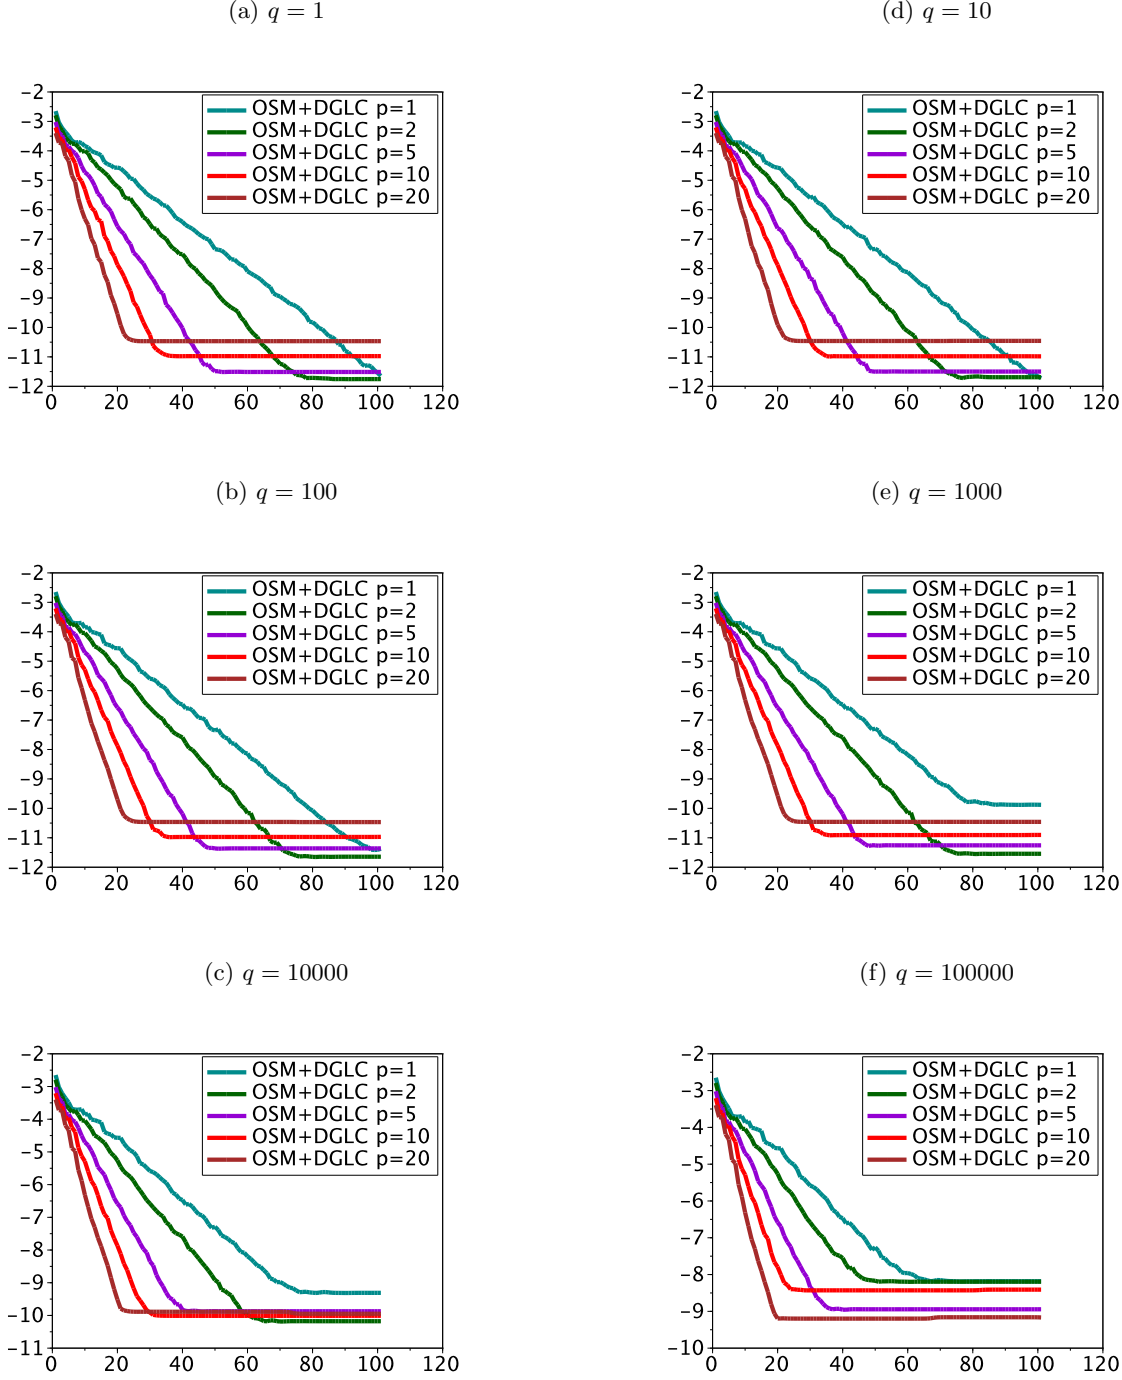 (a) q = 1
(d) q = 10
−2
−3
−4
−5
−6
−7
−8
−9
−10
−11
−12
0 20 40 60 80 100 120
OSM+DGLC p=1
OSM+DGLC p=2
OSM+DGLC p=5
OSM+DGLC p=10
OSM+DGLC p=20
−2
−3
−4
−5
−6
−7
−8
−9
−10
−11
−12
0 20 40 60 80 100 120
OSM+DGLC p=1
OSM+DGLC p=2
OSM+DGLC p=5
OSM+DGLC p=10
OSM+DGLC p=20
(b) q = 100
(e) q = 1000
−2
−3
−4
−5
−6
−7
−8
−9
−10
−11
−12
0 20 40 60 80 100 120
OSM+DGLC p=1
OSM+DGLC p=2
OSM+DGLC p=5
OSM+DGLC p=10
OSM+DGLC p=20
−2
−3
−4
−5
−6
−7
−8
−9
−10
−11
−12
0 20 40 60 80 100 120
OSM+DGLC p=1
OSM+DGLC p=2
OSM+DGLC p=5
OSM+DGLC p=10
OSM+DGLC p=20
(c) q = 10000
(f) q = 100000
−2
−3
−4
−5
−6
−7
−8
−9
−10
−11
0 20 40 60 80 100 120
OSM+DGLC p=1
OSM+DGLC p=2
OSM+DGLC p=5
OSM+DGLC p=10
OSM+DGLC p=20
−2
−3
−4
−5
−6
−7
−8
−9
−10
0 20 40 60 80 100 120
OSM+DGLC p=1
OSM+DGLC p=2
OSM+DGLC p=5
OSM+DGLC p=10
OSM+DGLC p=20